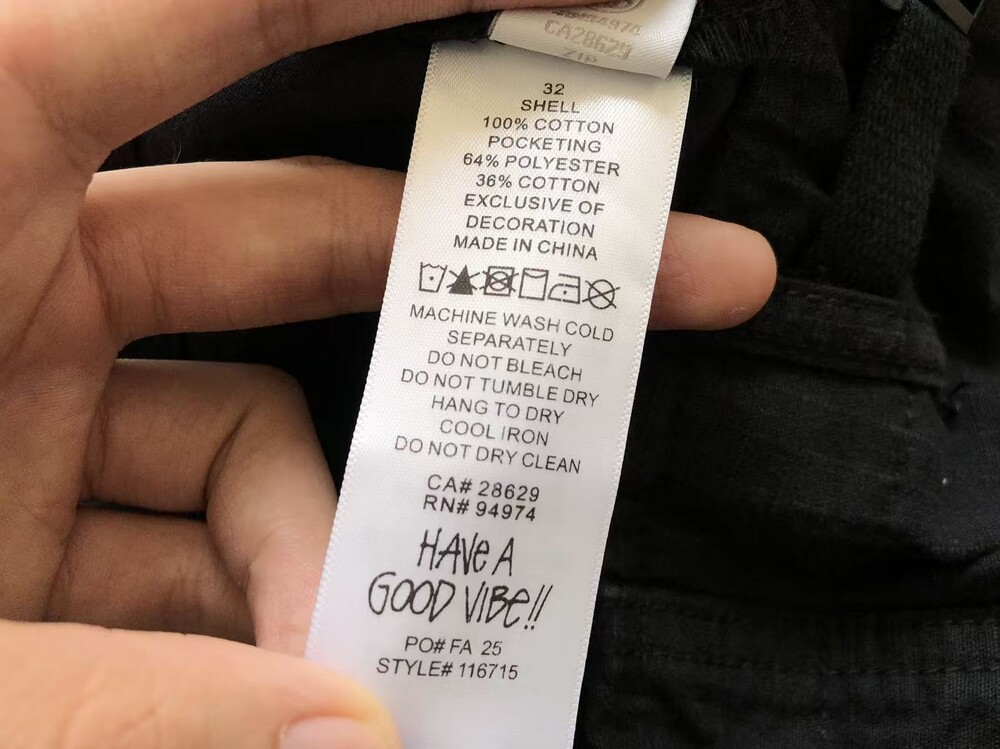 CA28629
ZIP
32
SHELL
100% COTTON
POCKETING
64% POLYESTER
36% COTTON
EXCLUSIVE OF
DECORATION
MADE IN CHINA
MACHINE WASH COLD
SEPARATELY
DO NOT BLEACH
DO NOT TUMBLE DRY
HANG TO DRY
COOL IRON
DO NOT DRY CLEAN
CA# 28629
RN# 94974
HAVE A
GOOD VIBE!!
PO# FA 25
STYLE# 116715